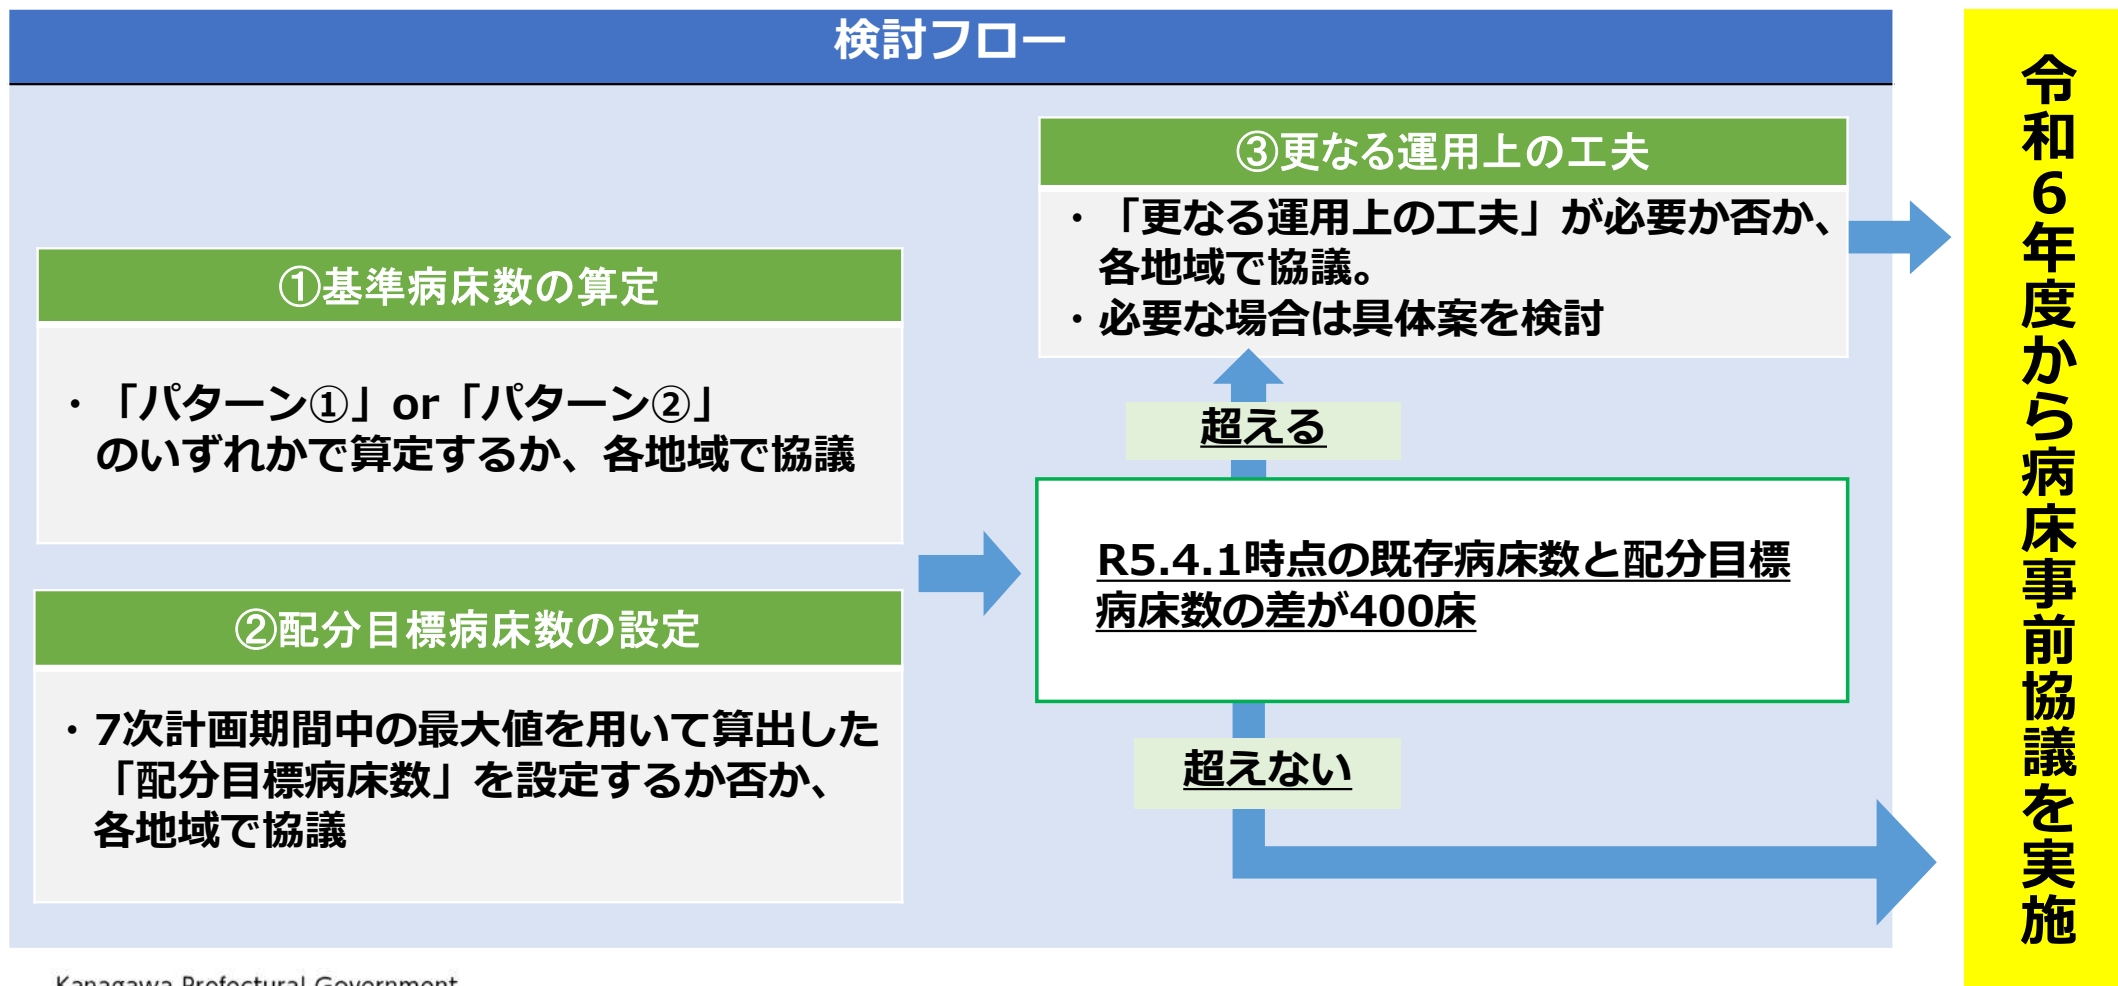 検討フロー
①基準病床数の算定
・「パターン①」or「パターン②」
のいずれかで算定するか、各地域で協議
②配分目標病床数の設定
・7次計画期間中の最大値を用いて算出した
「配分目標病床数」を設定するか否か、
各地域で協議
③更なる運用上の工夫
・「更なる運用上の工夫」が必要か否か、
各地域で協議。
・必要な場合は具体案を検討
超える
R5.4.1時点の既存病床数と配分目標
病床数の差が400床
超えない
令和６年度から病床事前協議を実施
Kanagawa Prefectural Government